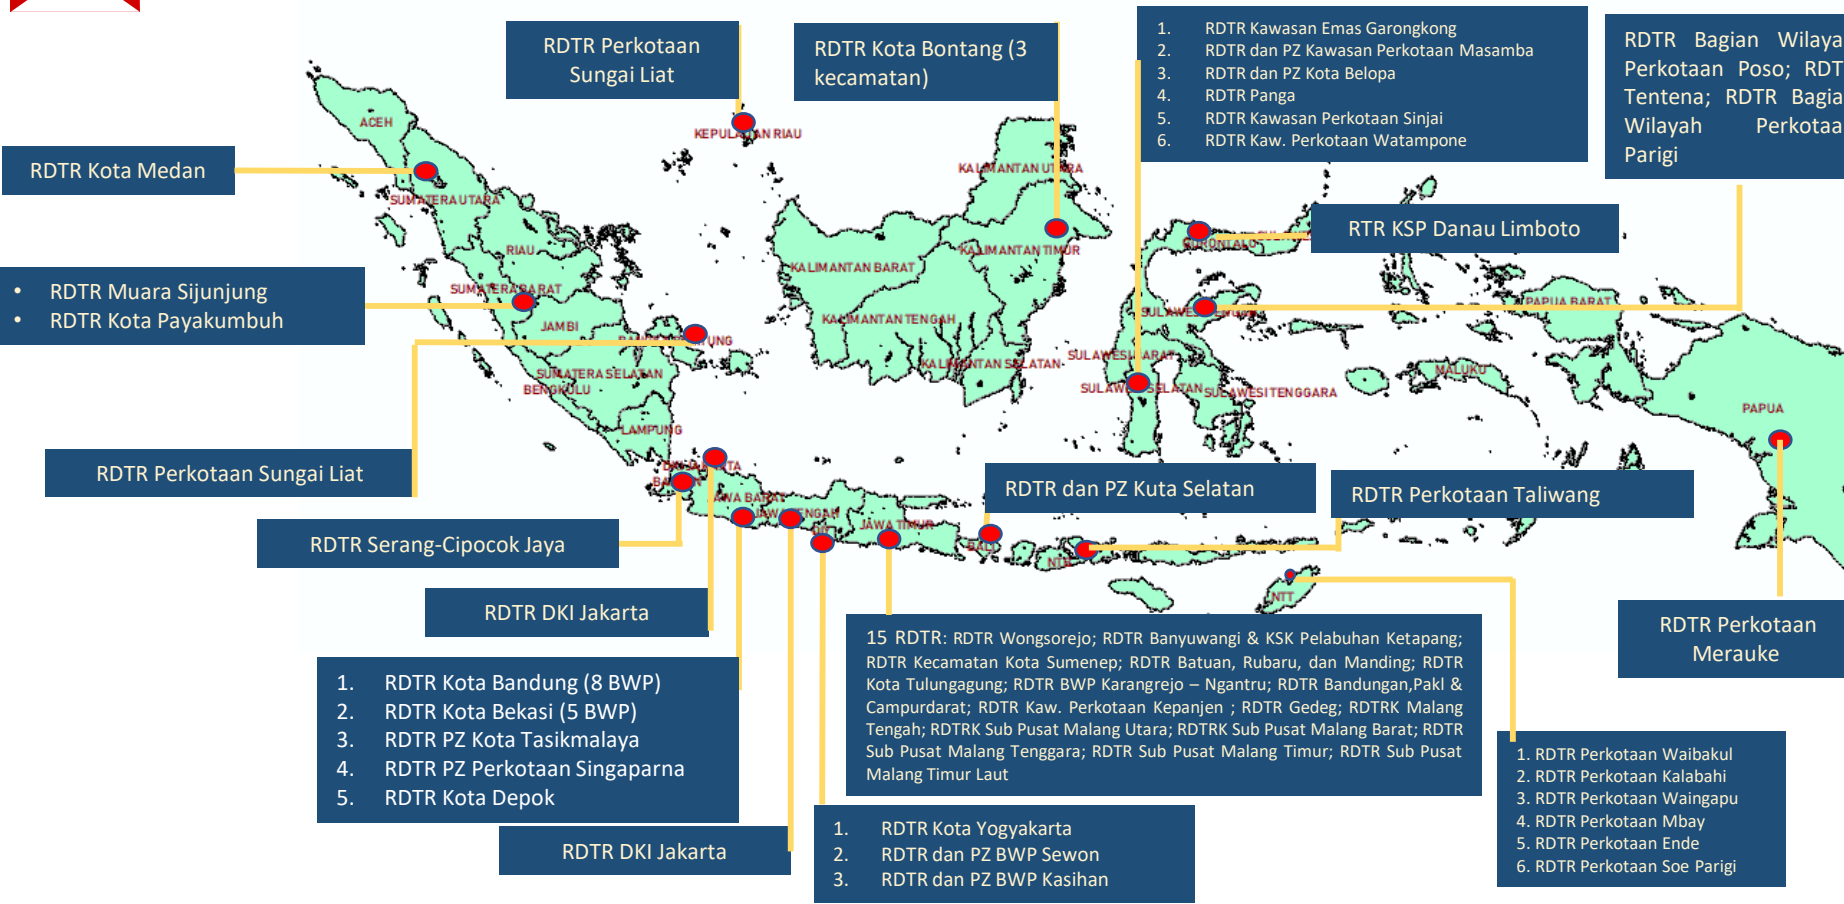 RDTR Perkotaan
Sungai Liat
RDTR Kota Bontang (3
kecamatan)
1. RDTR Kawasan Emas Garongkong
2. RDTR dan PZ Kawasan Perkotaan Masamba
3. RDTR dan PZ Kota Belopa
4. RDTR Panga
5. RDTR Kawasan Perkotaan Sinjai
6. RDTR Kaw. Perkotaan Watampone
RDTR Bagian Wilaya
Perkotaan Poso; RDT
Tentena; RDTR Bagia
Wilayah Perkotaa
Parigi
RDTR Kota Medan
RTR KSP Danau Limboto
• RDTR Muara Sijunjung
• RDTR Kota Payakumbuh
ACEH
KEPULAUAN RIAU
SUMATERA UTARA
RIAU
SUMATERA BARAT
JAMBI
SUMATERA SELATAN
BENGKULU
LAMPUNG
KALIMANTAN UTARA
KALIMANTAN TIMUR
KALIMANTAN BARAT
KALIMANTAN TENGAH
KALIMANTAN SELATAN
GORONTALO
SULAWESI BARAT
SULAWESI SELATAN
SULAWESI TENGGARA
MALUKU
PAPUA BARAT
PAPUA
RDTR Perkotaan Sungai Liat
RDTR dan PZ Kuta Selatan
RDTR Perkotaan Taliwang
JAWA BARAT
JAWA TENGAH
JAWA TIMUR
BALI
NTT
RDTR Serang-Cipocok Jaya
RDTR DKI Jakarta
RDTR Perkotaan
Merauke
1. RDTR Kota Bandung (8 BWP)
2. RDTR Kota Bekasi (5 BWP)
3. RDTR PZ Kota Tasikmalaya
4. RDTR PZ Perkotaan Singaparna
5. RDTR Kota Depok
15 RDTR: RDTR Wongsorejo; RDTR Banyuwangi & KSK Pelabuhan Ketapang;
RDTR Kecamatan Kota Sumenep; RDTR Batuan, Rubaru, dan Manding; RDTR
Kota Tulungagung; RDTR BWP Karangrejo – Ngantru; RDTR Bandungan,Pakl &
Campurdarat; RDTR Kaw. Perkotaan Kepanjen ; RDTR Gedeg; RDTRK Malang
Tengah; RDTRK Sub Pusat Malang Utara; RDTRK Sub Pusat Malang Barat; RDTR
Sub Pusat Malang Tenggara; RDTR Sub Pusat Malang Timur; RDTR Sub Pusat
Malang Timur Laut
1. RDTR Perkotaan Waibakul
2. RDTR Perkotaan Kalabahi
3. RDTR Perkotaan Waingapu
4. RDTR Perkotaan Mbay
5. RDTR Perkotaan Ende
6. RDTR Perkotaan Soe Parigi
RDTR DKI Jakarta
1. RDTR Kota Yogyakarta
2. RDTR dan PZ BWP Sewon
3. RDTR dan PZ BWP Kasihan